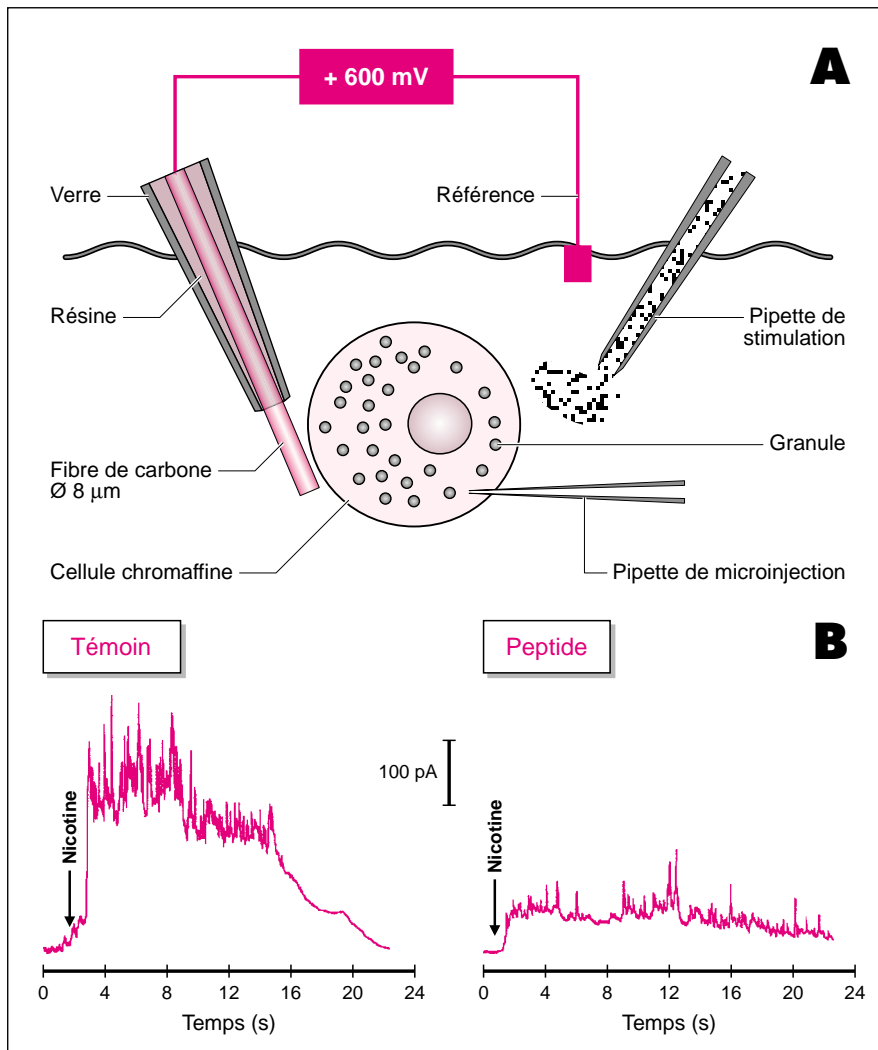 A
+ 600 mV
Verre
Référence
Résine
Pipette de
stimulation
Granule
Fibre de carbone
Ø 8 µm
Cellule chromaffine
Pipette de microinjection
B
Témoin
Peptide
100 pA
Nicotine
Nicotine
0 4 8 12 16 20 24
Temps (s)
0 4 8 12 16 20 24
Temps (s)